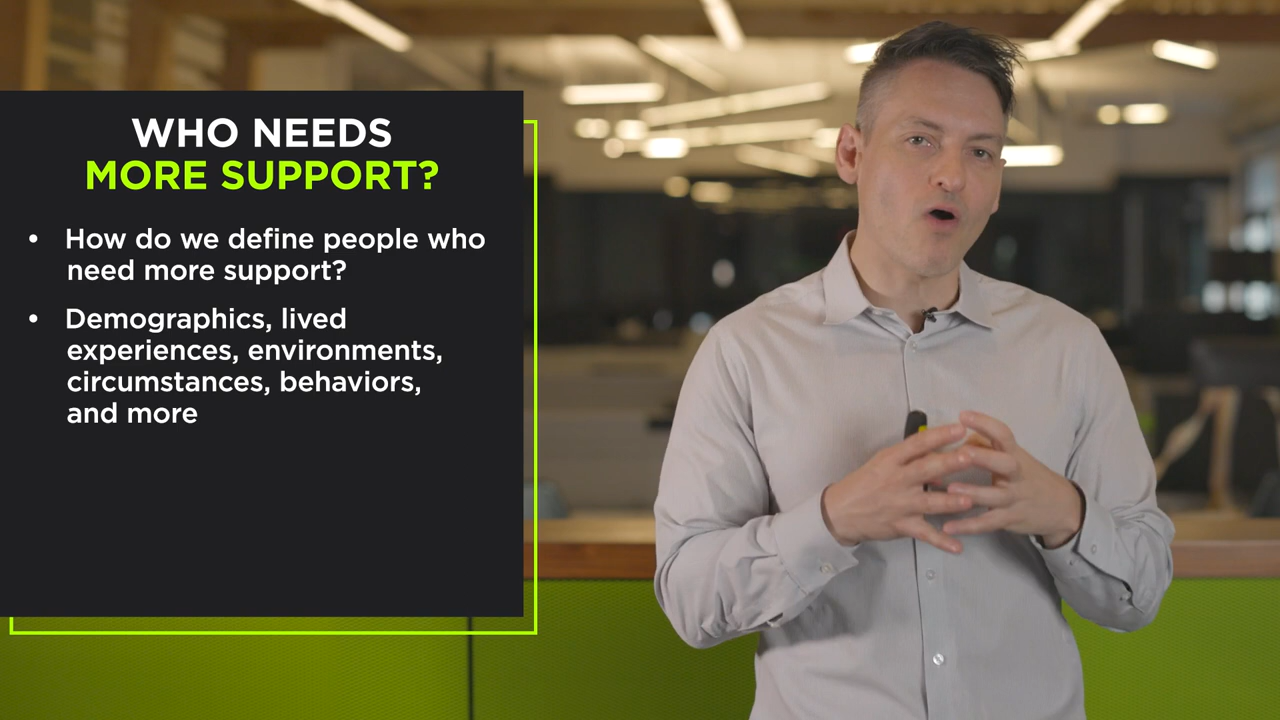 WHO NEEDS
MORE SUPPORT?
• How do we define people who
need more support?
• Demographics, lived
experiences, environments,
circumstances, behaviors,
and more